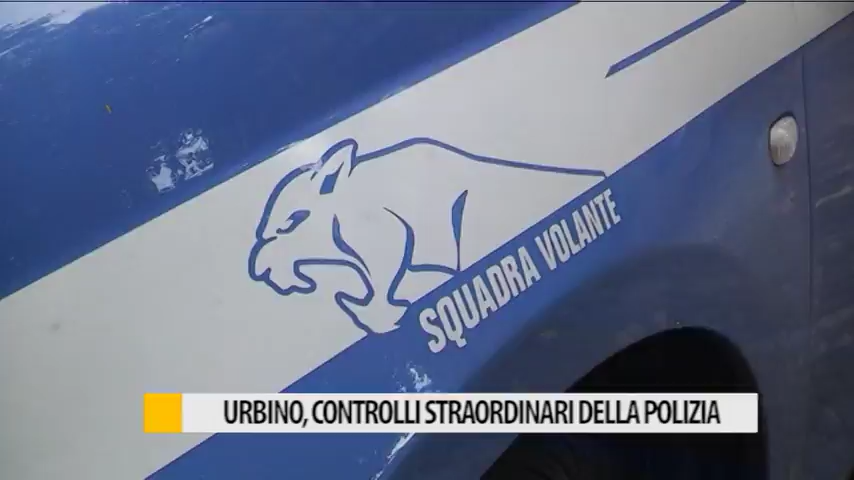 SQUADRA VOLANTE
URBINO, CONTROLLI STRAORDINARI DELLA POLIZIA